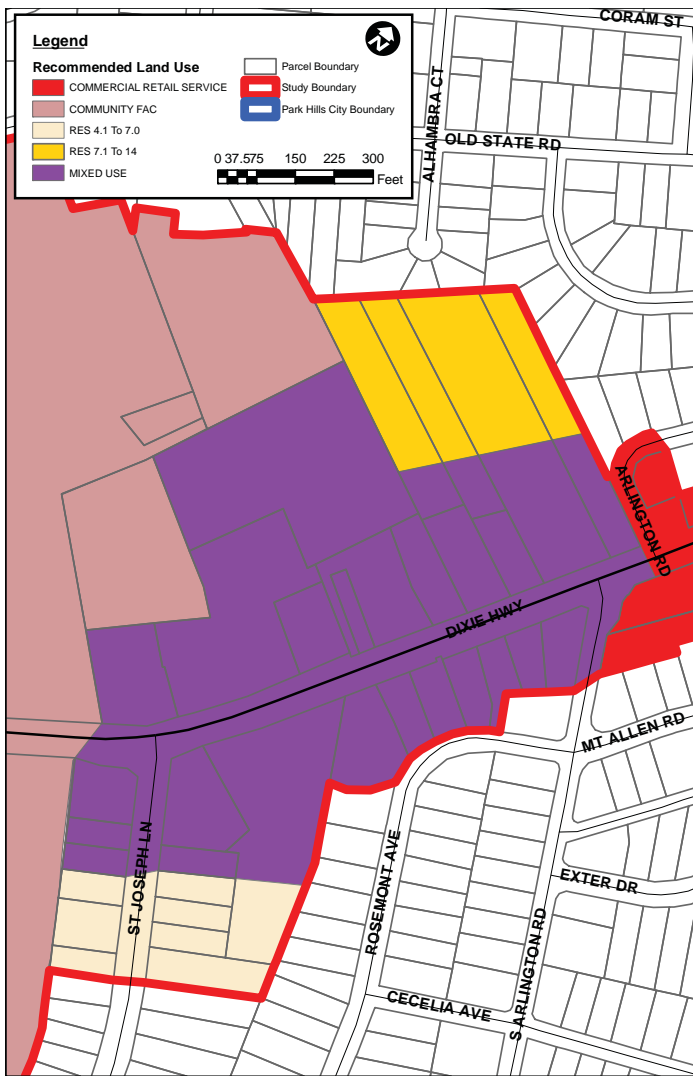 Legend
Recommended Land Use
COMMERCIAL RETAIL SERVICE
COMMUNITY FAC
RES 4.1 To 7.0
RES 7.1 To 14
MIXED USE
Parcel Boundary
Study Boundary
Park Hills City Boundary
0 37.575 150 225 300
Feet
N
CORAM ST
ALHAMBRA CT
OLD STATE RD
ARLINGTON RD
DIXIE HWY
MT ALLEN RD
ST JOSEPH LN
ROSEMONT AVE
EXTER DR
S ARLINGTON RD
CECELIA AVE